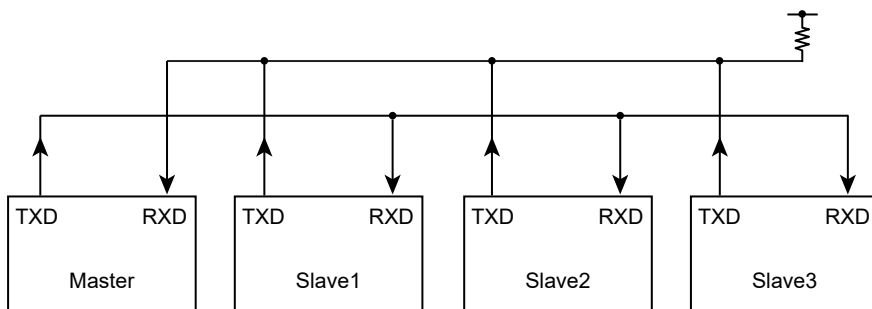 TXD RXD TXD RXD TXD RXD TXD RXD
Master Slave1 Slave2 Slave3